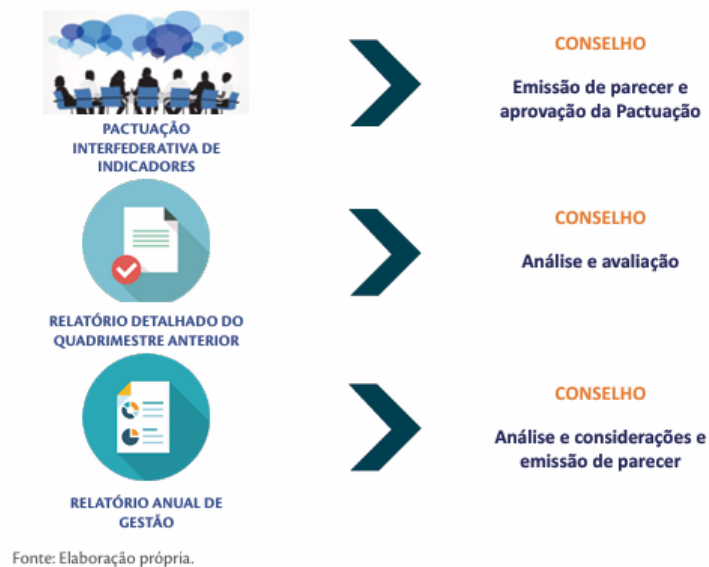 CONSELHO
Emissão de parecer e
aprovação da Pactuação
PACTUAÇÃO
INTERFEDERATIVA DE
INDICADORES
CONSELHO
Análise e avaliação
RELATÓRIO DETALHADO DO
QUADRIMESTRE ANTERIOR
CONSELHO
Análise e considerações e
emissão de parecer
RELATÓRIO ANUAL DE
GESTÃO
Fonte: Elaboração própria.